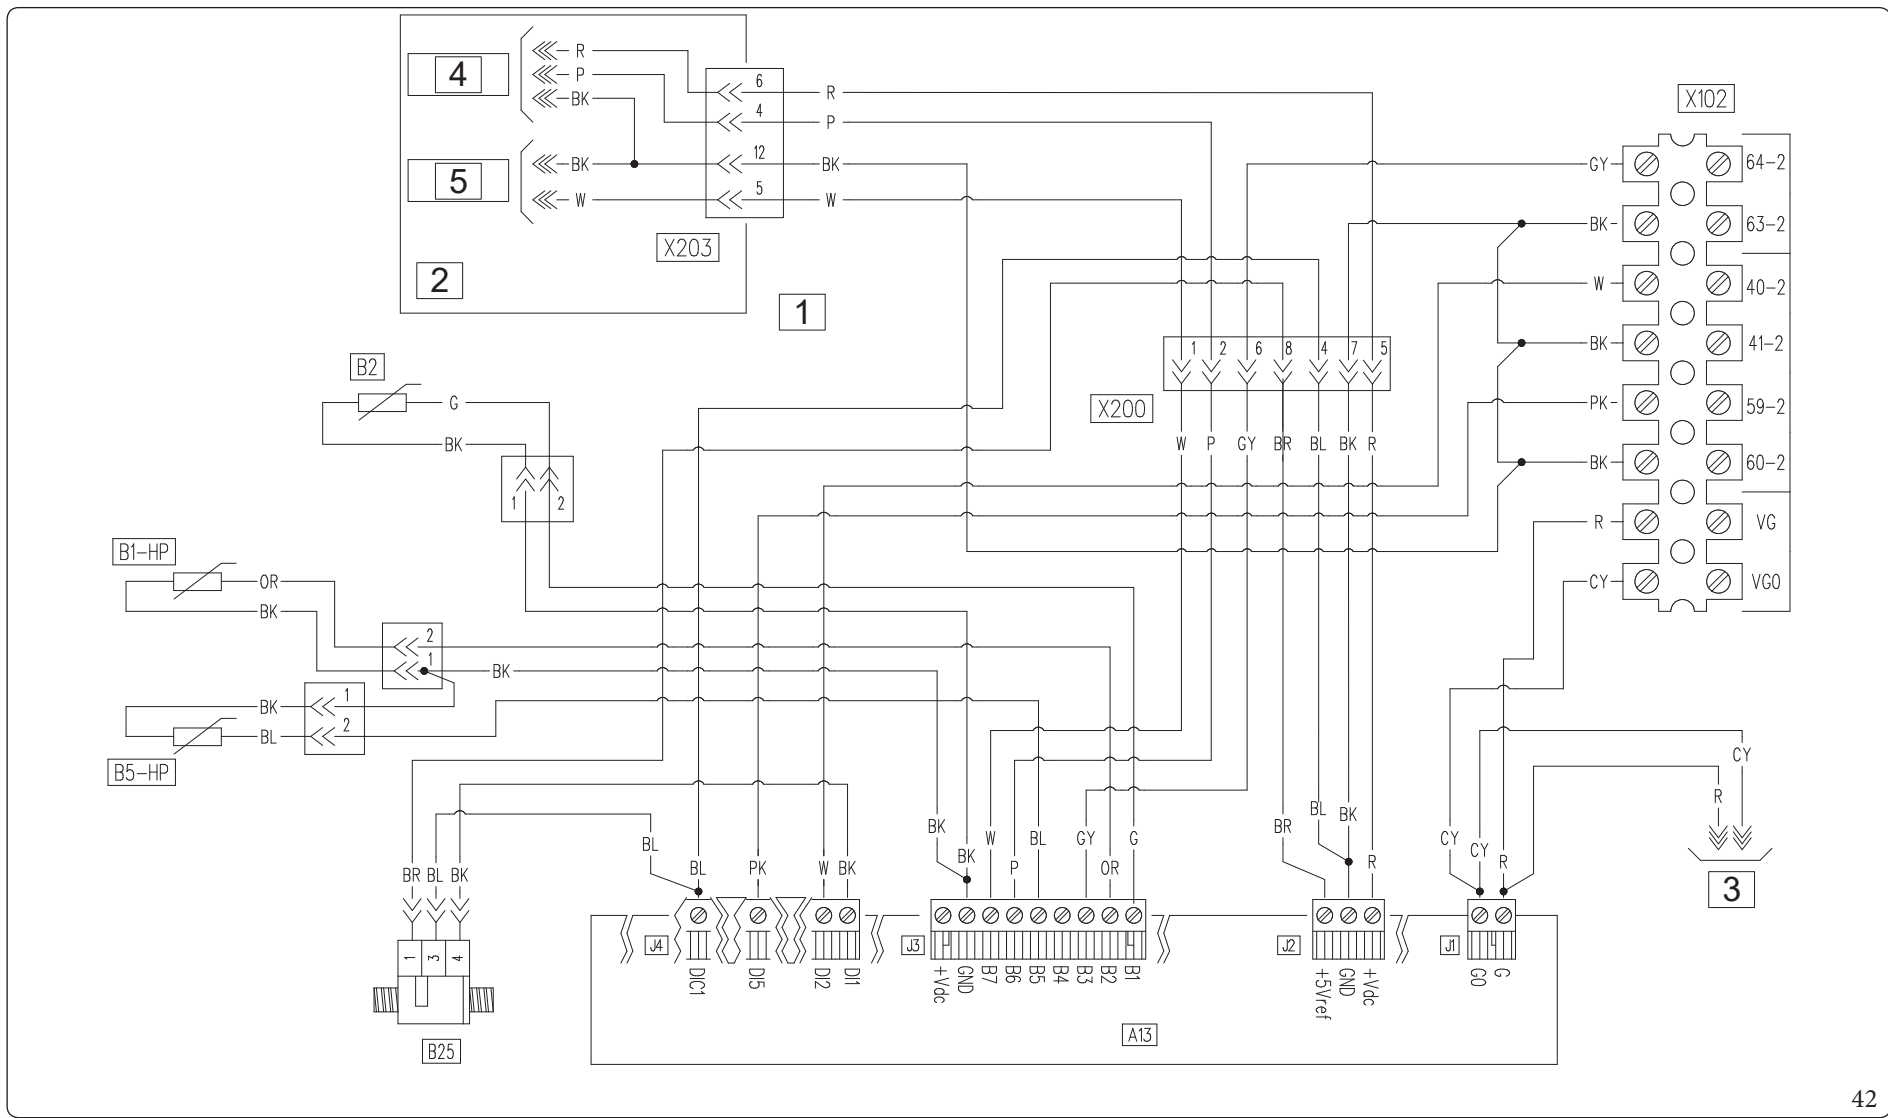 4
R
P
BK
5
BK
W
6
4
12
5
R
P
BK
W
X203
2
1
X102
GY
64-2
BK
63-2
W
40-2
BK
41-2
PK
59-2
BK
60-2
R
VG
CY
VG0
1 2 6 8 4 7 5
X200
W P GY BR BL BK R
B2
G
BK
1 2
B1-HP
OR
BK
2
1
BK
BK
1
BL
2
B5-HP
BL
BR BL BK
1 3 4
B25
BL PK W BK
BK
BK
W
P
BL
GY
OR
G
BR
BL
BK
R
CY
CY
R
R
CY
3
J4
DIC1
DI5
DI2
DI1
J3
+Vdc
GND
B7
B6
B5
B4
B3
B2
B1
J2
+5Vref
GND
+Vdc
J1
G0
G
A13
42